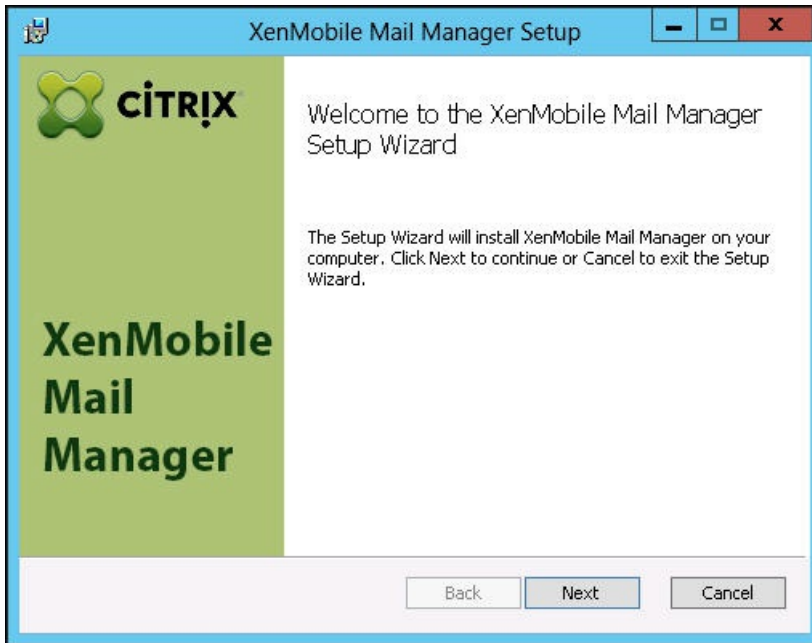 XenMobile Mail Manager Setup
CİTRIX
Welcome to the XenMobile Mail Manager
Setup Wizard
The Setup Wizard will install XenMobile Mail Manager on your
computer. Click Next to continue or Cancel to exit the Setup
Wizard.
XenMobile
Mail
Manager
Back
Next
Cancel